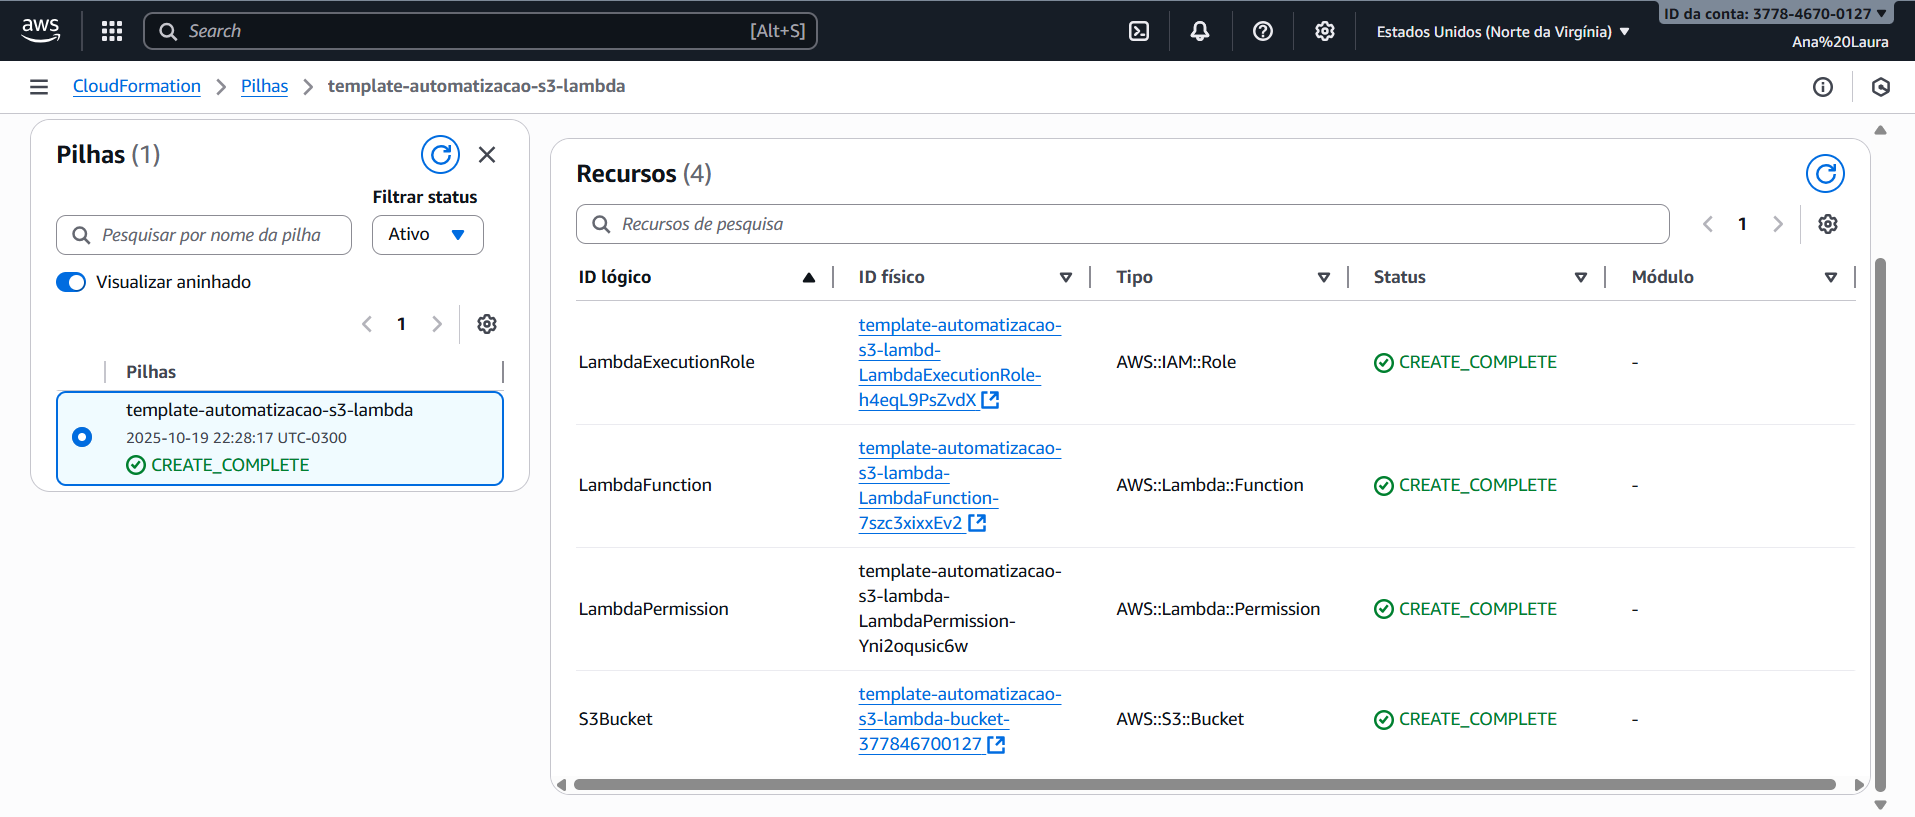 aws
Search
[Alt+S]
Estados Unidos (Norte da Virgínia)
ID da conta: 3778-4670-0127
Ana%20Laura
CloudFormation
Pilhas
template-automatizacao-s3-lambda
Pilhas (1)
Filtrar status
Pesquisar por nome da pilha
Ativo
Visualizar aninhado
1
Pilhas
template-automatizacao-s3-lambda
2025-10-19 22:28:17 UTC-0300
CREATE_COMPLETE
Recursos (4)
Recursos de pesquisa
1
ID lógico
ID físico
Tipo
Status
Módulo
LambdaExecutionRole
template-automatizacao-
s3-lambd-
LambdaExecutionRole-
h4eqL9PsZvdX
AWS::IAM::Role
CREATE_COMPLETE
-
LambdaFunction
template-automatizacao-
s3-lambda-
LambdaFunction-
7szc3xixxEv2
AWS::Lambda::Function
CREATE_COMPLETE
-
LambdaPermission
template-automatizacao-
s3-lambda-
LambdaPermission-
Yni2oqusic6w
AWS::Lambda::Permission
CREATE_COMPLETE
-
S3Bucket
template-automatizacao-
s3-lambda-bucket-
377846700127
AWS::S3::Bucket
CREATE_COMPLETE
-